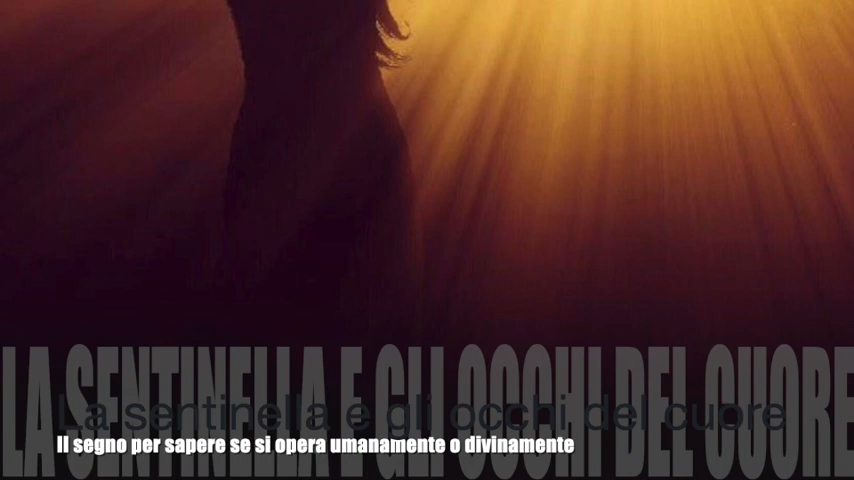 LA SENTINELLA E GLI OCCHI DEL CUORE
La sentinella e gli occhi del cuore
Il segno per sapere se si opera umanamente o divinamente